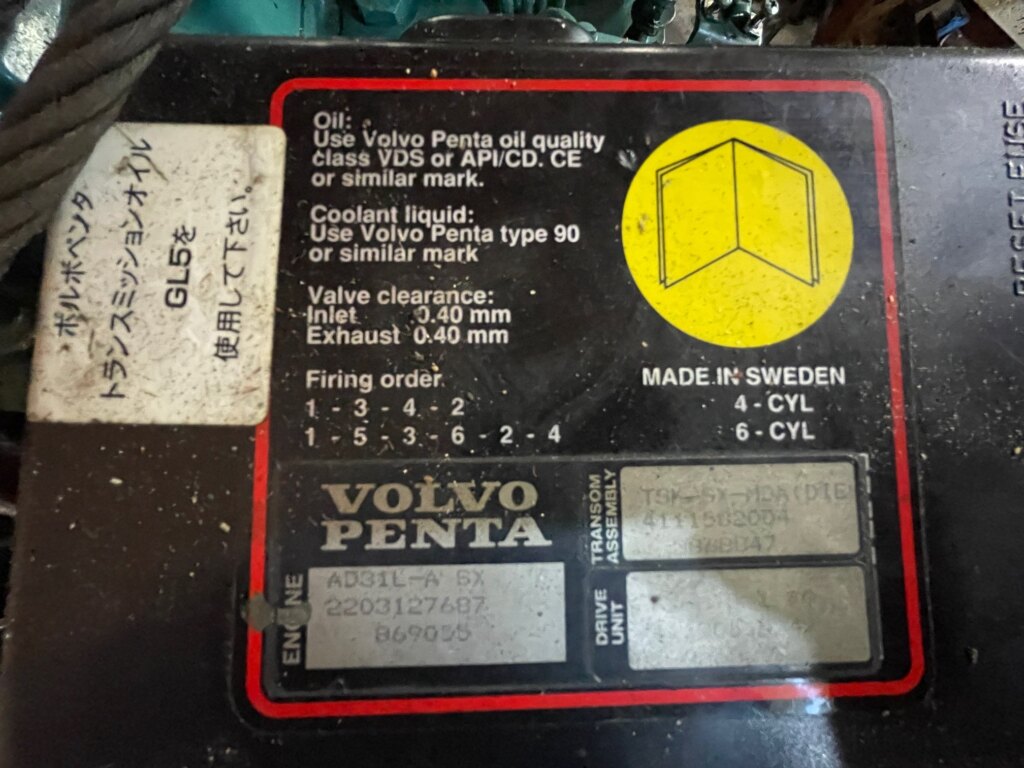 ボルボペンタ
トランスミッションオイル
GL5を
使用して下さい。
Oil:
Use Volvo Penta oil quality
class VDS or API/CD. CE
or similar mark.
Coolant liquid:
Use Volvo Penta type 90
or similar mark
Valve clearance:
Inlet 0.40 mm
Exhaust 0.40 mm
Firing order
1 - 3 - 4 - 2
1 - 5 - 3 - 6 - 2 - 4
MADE IN SWEDEN
4 - CYL
6 - CYL
VOLVO
PENTA
ENGINE
AD31L-A SX
2203127687
869055
TRANSOM
ASSEMBLY
4111582004
DRIVE
UNIT